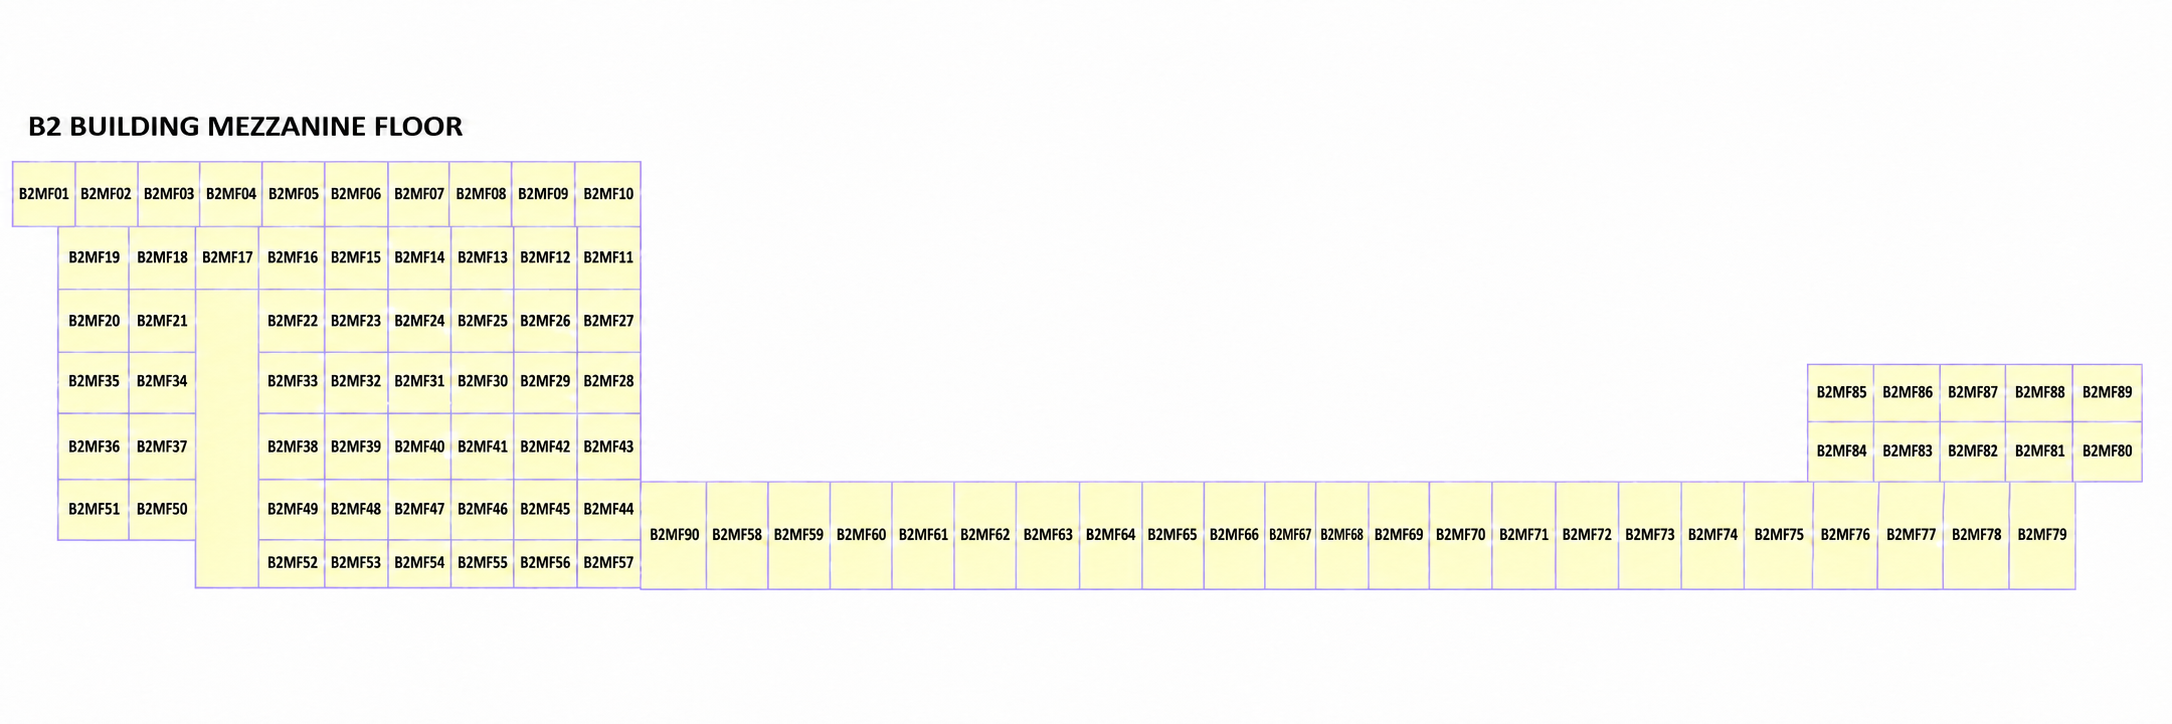 B2 BUILDING MEZZANINE FLOOR
B2MF01 B2MF02 B2MF03 B2MF04 B2MF05 B2MF06 B2MF07 B2MF08 B2MF09 B2MF10
B2MF19 B2MF18 B2MF17 B2MF16 B2MF15 B2MF14 B2MF13 B2MF12 B2MF11
B2MF20 B2MF21 B2MF22 B2MF23 B2MF24 B2MF25 B2MF26 B2MF27
B2MF35 B2MF34 B2MF33 B2MF32 B2MF31 B2MF30 B2MF29 B2MF28
B2MF85 B2MF86 B2MF87 B2MF88 B2MF89
B2MF36 B2MF37 B2MF38 B2MF39 B2MF40 B2MF41 B2MF42 B2MF43
B2MF84 B2MF83 B2MF82 B2MF81 B2MF80
B2MF51 B2MF50 B2MF49 B2MF48 B2MF47 B2MF46 B2MF45 B2MF44
B2MF90 B2MF58 B2MF59 B2MF60 B2MF61 B2MF62 B2MF63 B2MF64 B2MF65 B2MF66 B2MF67 B2MF68 B2MF69 B2MF70 B2MF71 B2MF72 B2MF73 B2MF74 B2MF75 B2MF76 B2MF77 B2MF78 B2MF79
B2MF52 B2MF53 B2MF54 B2MF55 B2MF56 B2MF57